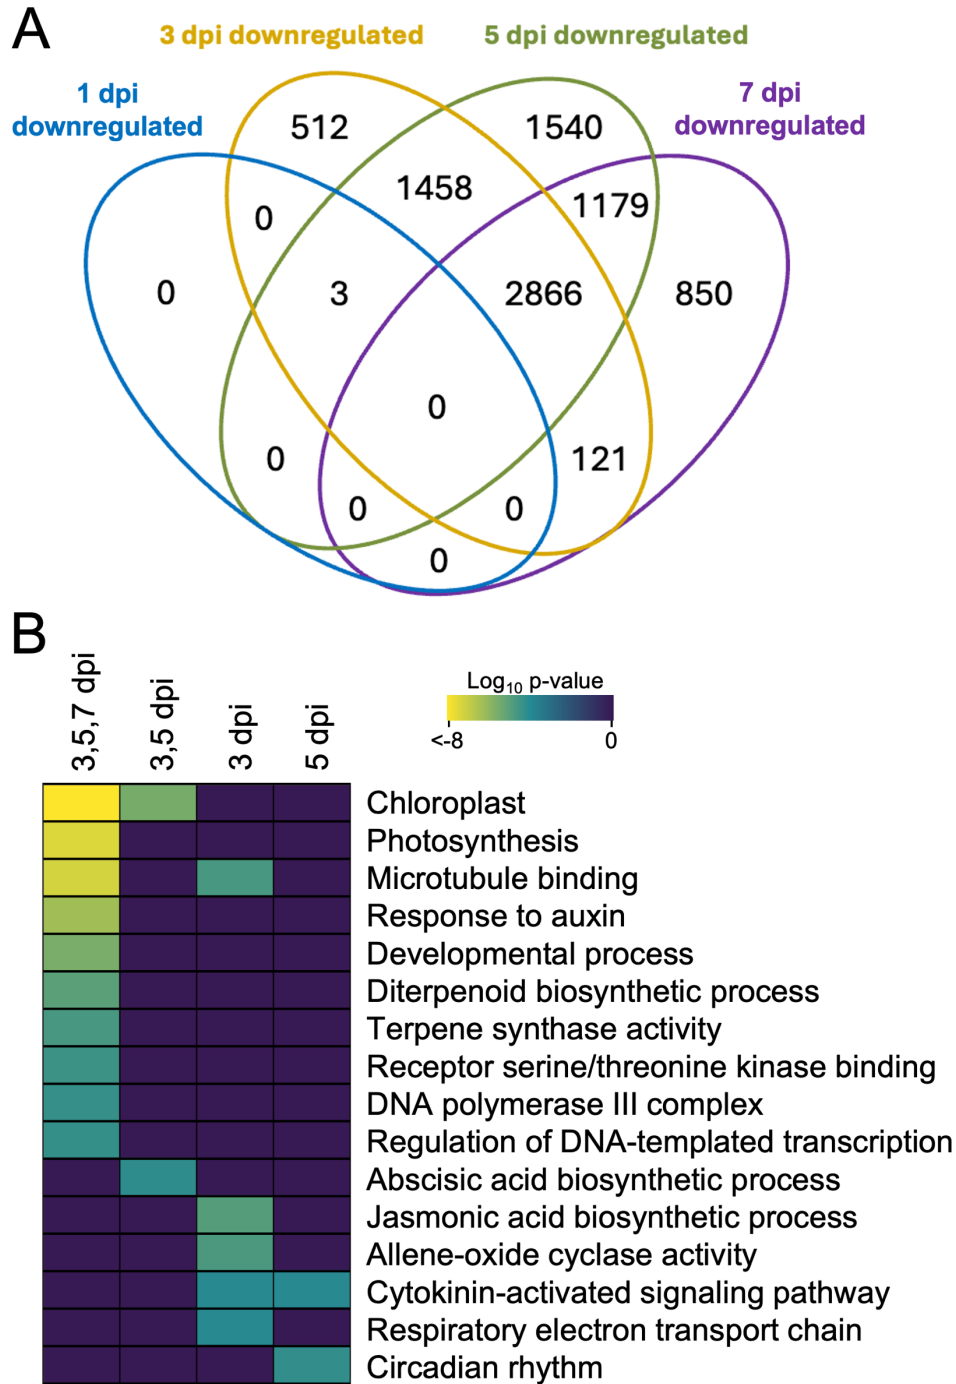 A
3 dpi downregulated 5 dpi downregulated
1 dpi
downregulated
7 dpi
downregulated
512 1540
1458
0 1179
0 3 2866 850
0
0 121
0 0
0
B
3,5,7 dpi
3,5 dpi
3 dpi
5 dpi
Log10 p-value
<-8 0
Chloroplast
Photosynthesis
Microtubule binding
Response to auxin
Developmental process
Diterpenoid biosynthetic process
Terpene synthase activity
Receptor serine/threonine kinase binding
DNA polymerase III complex
Regulation of DNA-templated transcription
Abscisic acid biosynthetic process
Jasmonic acid biosynthetic process
Allene-oxide cyclase activity
Cytokinin-activated signaling pathway
Respiratory electron transport chain
Circadian rhythm